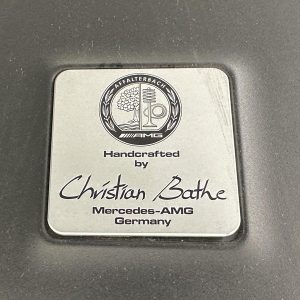 AFFALTERBACH
AMG
Handcrafted
by
Christian Bathe
Mercedes-AMG
Germany